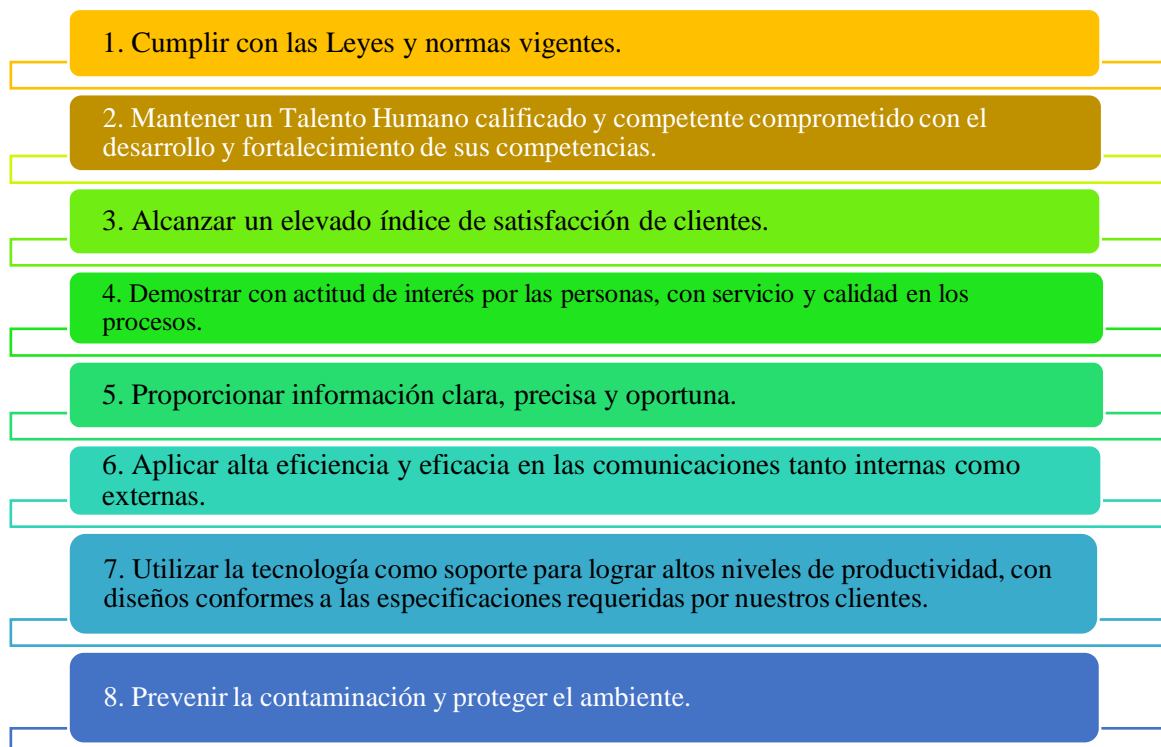 1. Cumplir con las Leyes y normas vigentes.
2. Mantener un Talento Humano calificado y competente comprometido con el
desarrollo y fortalecimiento de sus competencias.
3. Alcanzar un elevado índice de satisfacción de clientes.
4. Demostrar con actitud de interés por las personas, con servicio y calidad en los
procesos.
5. Proporcionar información clara, precisa y oportuna.
6. Aplicar alta eficiencia y eficacia en las comunicaciones tanto internas como
externas.
7. Utilizar la tecnología como soporte para lograr altos niveles de productividad, con
diseños conformes a las especificaciones requeridas por nuestros clientes.
8. Prevenir la contaminación y proteger el ambiente.